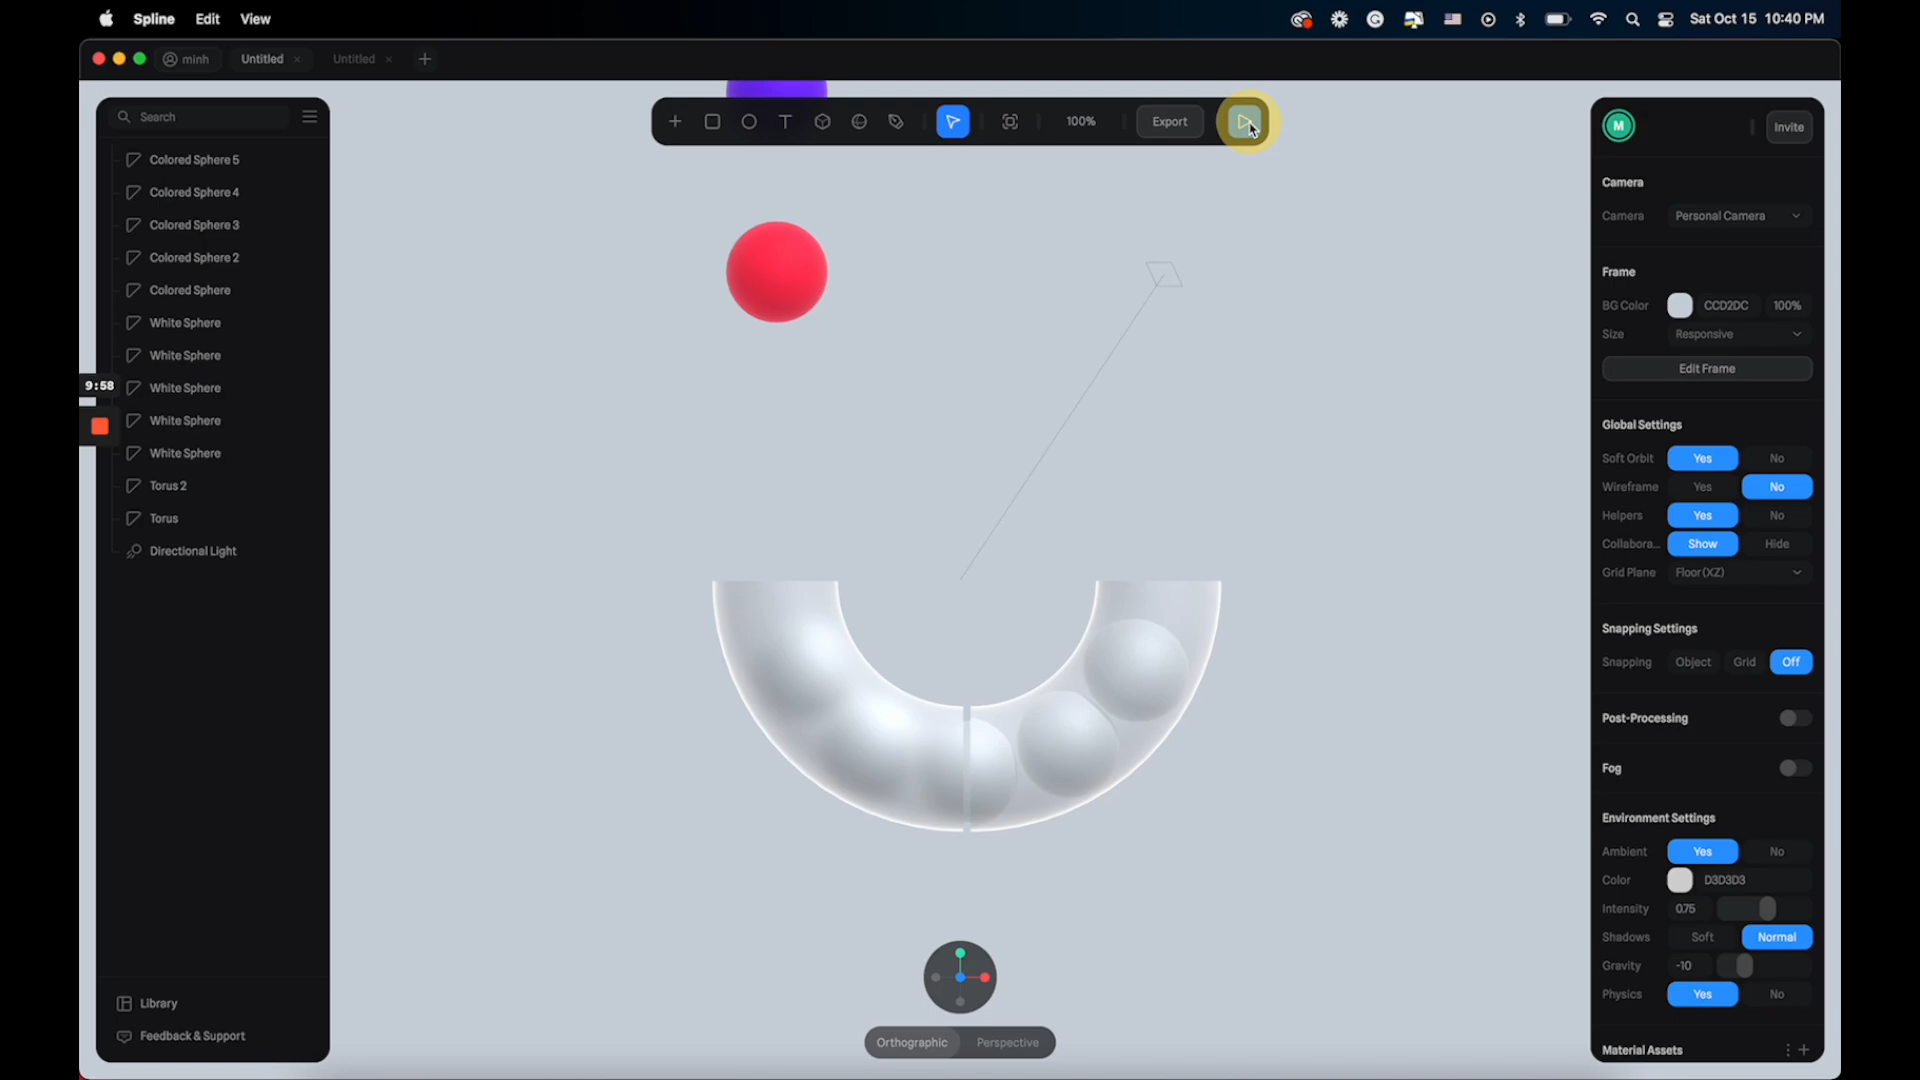 Spline Edit View Sat Oct 15 10:40 PM
minh Untitled Untitled
Search
Colored Sphere 5
Colored Sphere 4
Colored Sphere 3
Colored Sphere 2
Colored Sphere
White Sphere
White Sphere
White Sphere
White Sphere
White Sphere
Torus 2
Torus
Directional Light
9:58
Library
Feedback & Support
T 100% Export
Orthographic Perspective
M Invite
Camera
Camera Personal Camera
Frame
BG Color CCD2DC 100%
Size Responsive
Edit Frame
Global Settings
Soft Orbit Yes No
Wireframe Yes No
Helpers Yes No
Collabora... Show Hide
Grid Plane Floor (XZ)
Snapping Settings
Snapping Object Grid Off
Post-Processing
Fog
Environment Settings
Ambient Yes No
Color D3D3D3
Intensity 0.75
Shadows Soft Normal
Gravity -10
Physics Yes No
Material Assets